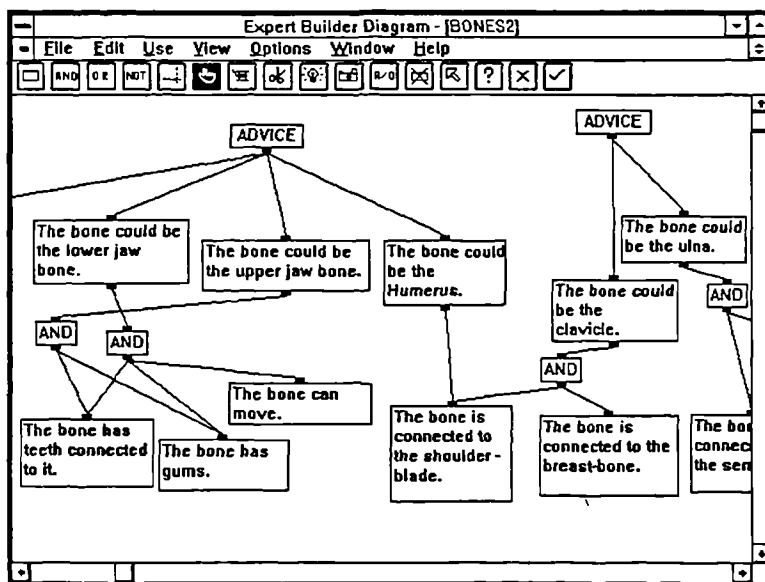 Expert Builder Diagram - [BONES2]
File Edit Use View Options Window Help
AND OR NOT A/O ?
ADVICE
ADVICE
The bone could be
the lower jaw
bone.
The bone could be
the upper jaw bone.
The bone could
be the
Humerus.
The bone could
be the ulna.
The bone could
be the
clavicle.
AND
AND
AND
AND
The bone can
move.
The bone has
teeth connected
to it.
The bone has
gums.
The bone is
connected to
the shoulder-
blade.
The bone is
connected to the
breast-bone.
The
connec
the